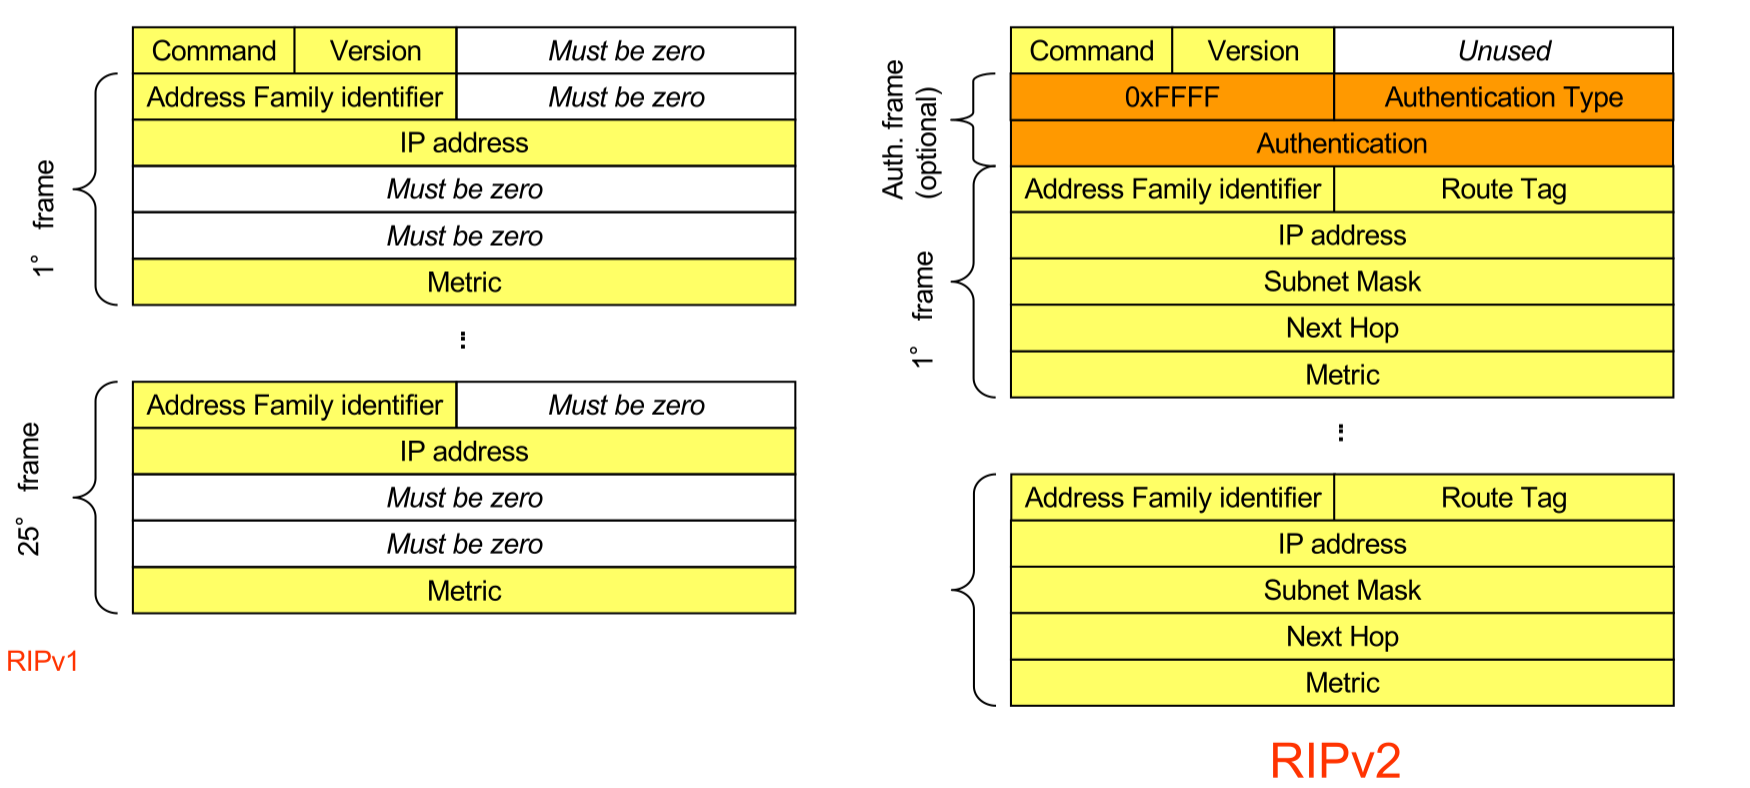 Command Version Must be zero
Address Family identifier Must be zero
IP address
Must be zero
Must be zero
Metric
1° frame
...
Address Family identifier Must be zero
IP address
Must be zero
Must be zero
Metric
25° frame
RIPv1
Command Version Unused
0xFFFF Authentication Type
Authentication
Auth. frame
(optional)
Address Family identifier Route Tag
IP address
Subnet Mask
Next Hop
Metric
1° frame
...
Address Family identifier Route Tag
IP address
Subnet Mask
Next Hop
Metric
RIPv2